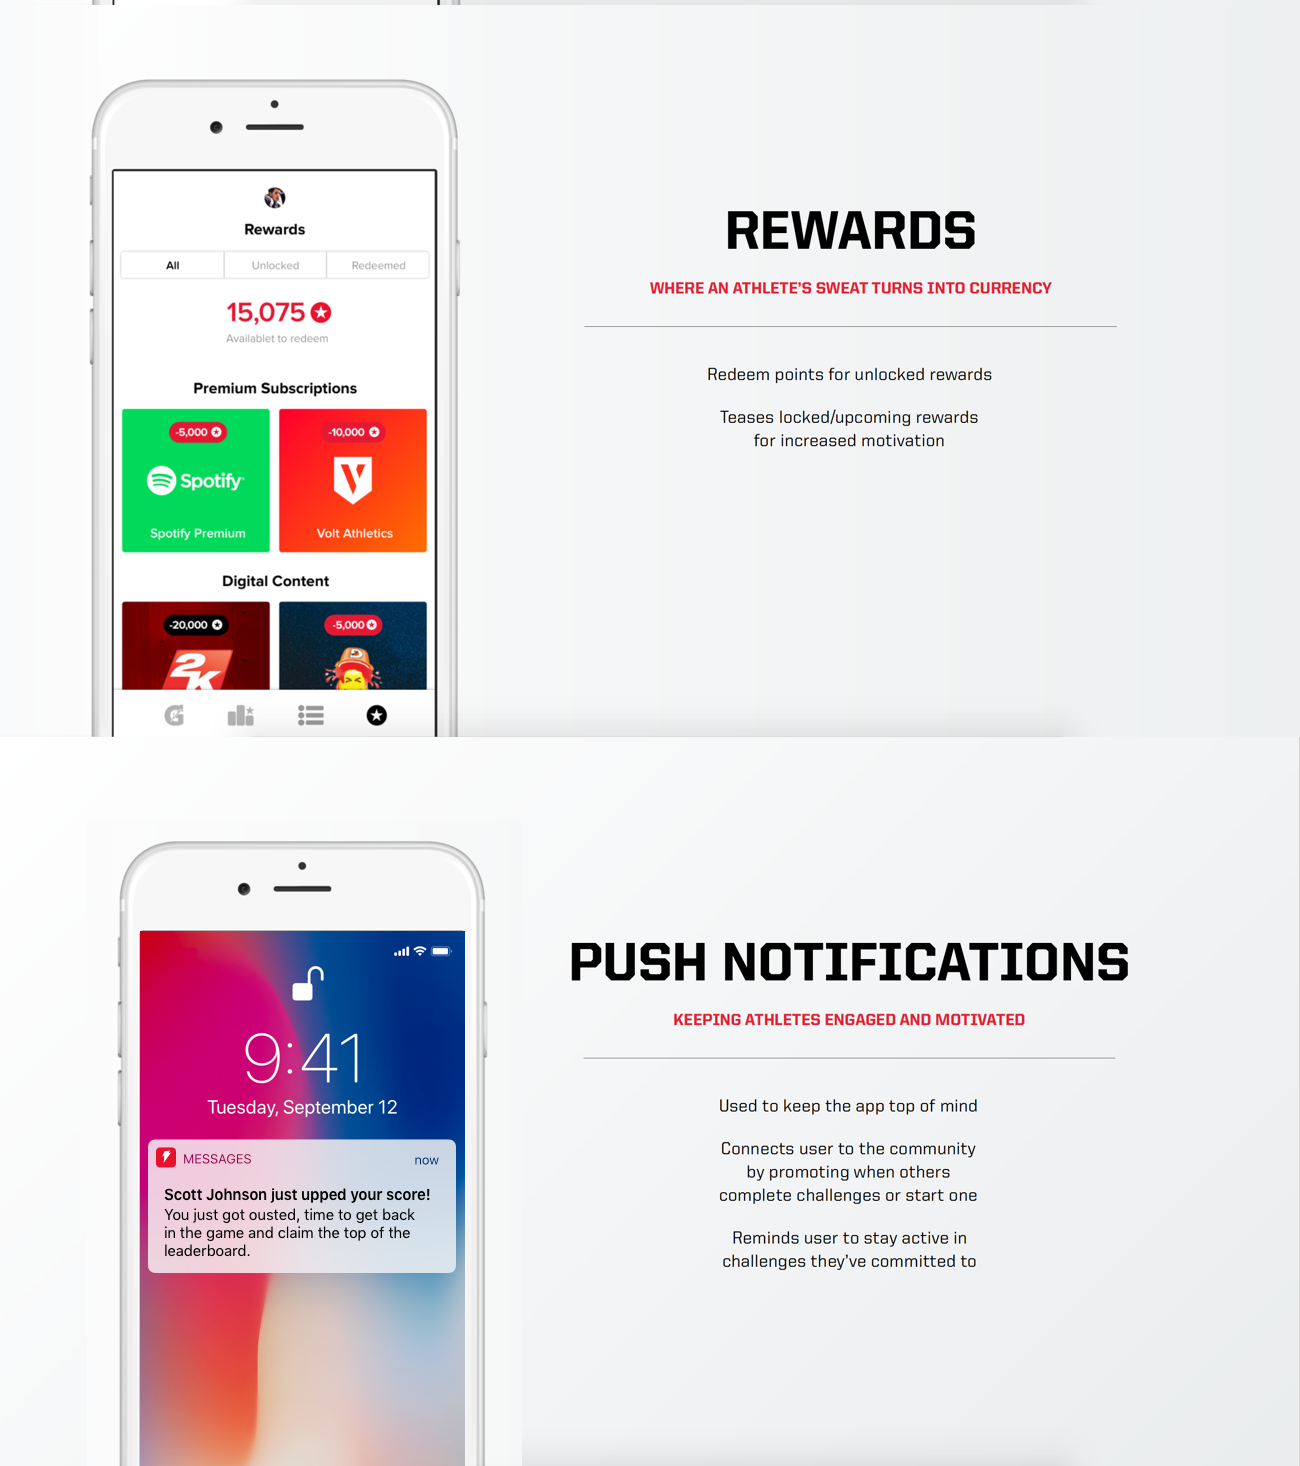 Rewards
All
Unlocked
Redeemed
15,075
Availablet to redeem
Premium Subscriptions
-5,000
-10,000
Spotify
Spotify Premium
Volt Athletics
Digital Content
-20,000
-5,000
2K
REWARDS
WHERE AN ATHLETE'S SWEAT TURNS INTO CURRENCY
Redeem points for unlocked rewards
Teases locked/upcoming rewards
for increased motivation
9:41
Tuesday, September 12
MESSAGES
now
Scott Johnson just upped your score!
You just got ousted, time to get back
in the game and claim the top of the
leaderboard.
PUSH NOTIFICATIONS
KEEPING ATHLETES ENGAGED AND MOTIVATED
Used to keep the app top of mind
Connects user to the community
by promoting when others
complete challenges or start one
Reminds user to stay active in
challenges they've committed to